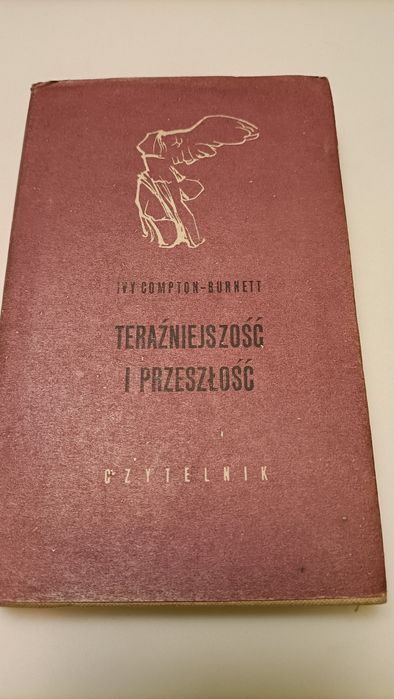 IVY COMPTON-BURNETT
TERAŹNIEJSZOŚĆ
I PRZESZŁOŚĆ
CZYTELNIK